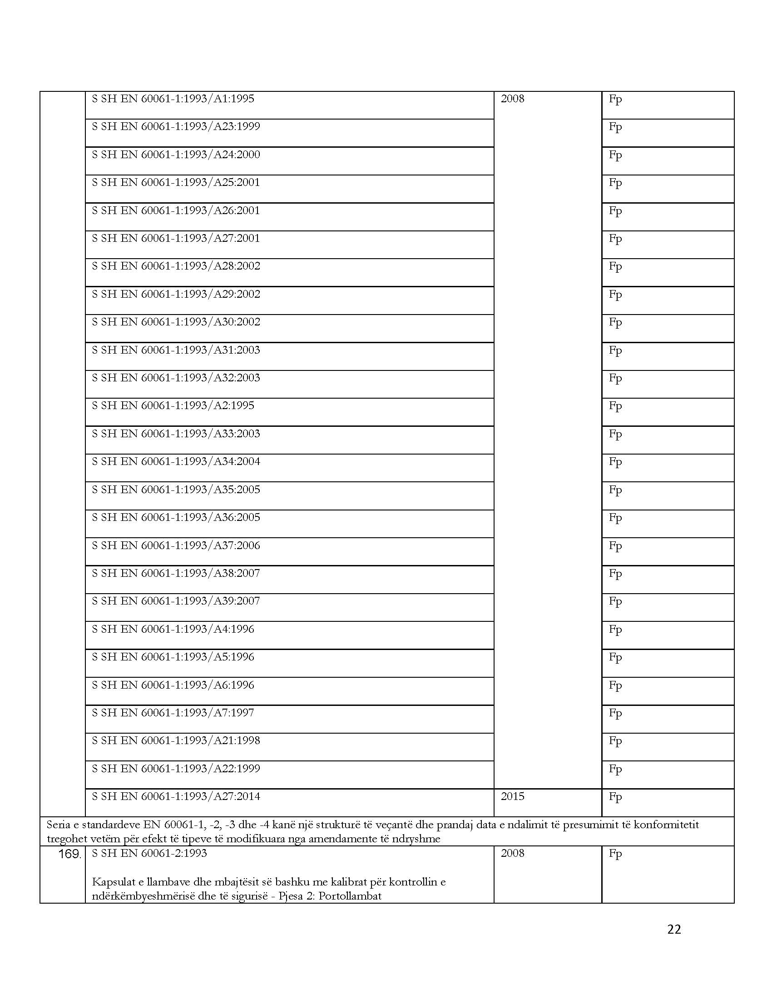 S SH EN 60061-1:1993/A1:1995 2008 Fp
S SH EN 60061-1:1993/A23:1999 Fp
S SH EN 60061-1:1993/A24:2000 Fp
S SH EN 60061-1:1993/A25:2001 Fp
S SH EN 60061-1:1993/A26:2001 Fp
S SH EN 60061-1:1993/A27:2001 Fp
S SH EN 60061-1:1993/A28:2002 Fp
S SH EN 60061-1:1993/A29:2002 Fp
S SH EN 60061-1:1993/A30:2002 Fp
S SH EN 60061-1:1993/A31:2003 Fp
S SH EN 60061-1:1993/A32:2003 Fp
S SH EN 60061-1:1993/A2:1995 Fp
S SH EN 60061-1:1993/A33:2003 Fp
S SH EN 60061-1:1993/A34:2004 Fp
S SH EN 60061-1:1993/A35:2005 Fp
S SH EN 60061-1:1993/A36:2005 Fp
S SH EN 60061-1:1993/A37:2006 Fp
S SH EN 60061-1:1993/A38:2007 Fp
S SH EN 60061-1:1993/A39:2007 Fp
S SH EN 60061-1:1993/A4:1996 Fp
S SH EN 60061-1:1993/A5:1996 Fp
S SH EN 60061-1:1993/A6:1996 Fp
S SH EN 60061-1:1993/A7:1997 Fp
S SH EN 60061-1:1993/A21:1998 Fp
S SH EN 60061-1:1993/A22:1999 Fp
S SH EN 60061-1:1993/A27:2014 2015 Fp
Seria e standardeve EN 60061-1, -2, -3 dhe -4 kanë një strukturë të veçantë dhe prandaj data e ndalimit të presumimit të konformitetit
tregohet vetëm për efekt të tipeve të modifikuara nga amendamente të ndryshme
169. S SH EN 60061-2:1993 2008 Fp
Kapsulat e llambave dhe mbajtësit së bashku me kalibrat për kontrollin e
ndërkëmbyeshmërisë dhe të sigurisë - Pjesa 2: Portollambat
22